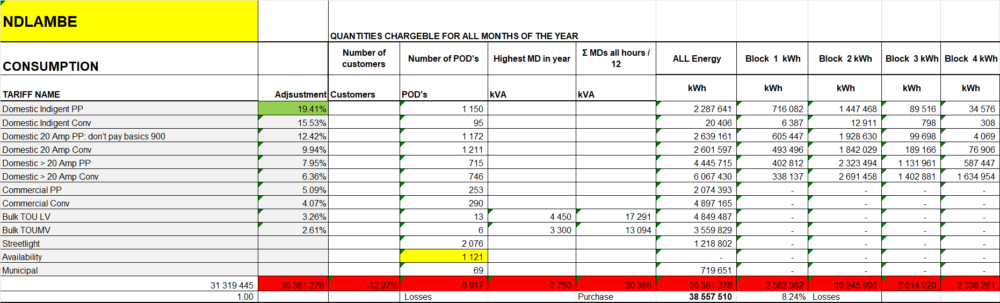 NDLAMBE
QUANTITIES CHARGEBLE FOR ALL MONTHS OF THE YEAR
CONSUMPTION Number of customers Number of POD's Highest MD in year Σ MDs all hours / 12 ALL Energy Block 1 kWh Block 2 kWh Block 3 kWh Block 4 kWh
TARIFF NAME Adjsustment Customers POD's kVA kVA kWh kWh kWh kWh kWh
Domestic Indigent PP 19.41% 1 150 2 287 641 716 082 1 447 468 89 516 34 576
Domestic Indigent Conv 15.53% 95 20 406 6 387 12 911 798 308
Domestic 20 Amp PP: don't pay basics 900 12.42% 1 172 2 639 161 605 447 1 928 630 99 698 4 069
Domestic 20 Amp Conv 9.94% 1 211 2 601 597 493 496 1 842 029 189 166 76 906
Domestic > 20 Amp PP 7.95% 715 4 445 715 402 812 2 323 494 1 131 961 587 447
Domestic > 20 Amp Conv 6.36% 746 6 067 430 338 137 2 691 458 1 402 881 1 634 954
Commercial PP 5.09% 253 2 074 393 - - - -
Commercial Conv 4.07% 290 4 897 165 - - - -
Bulk TOU LV 3.26% 13 4 450 17 291 4 849 487 - - - -
Bulk TOUMV 2.61% 6 3 300 13 094 3 559 829 - - - -
Streetlight 2 076 1 218 802 - - - -
Availability 1 121 - - - - -
Municipal 69 719 651 - - - -
31 319 445 35 381 276 -12.97% 8 917 7 750 30 385 35 381 276 2 562 362 10 245 990 2 914 020 2 338 261
1.00 Losses Purchase 38 557 510 8.24% Losses